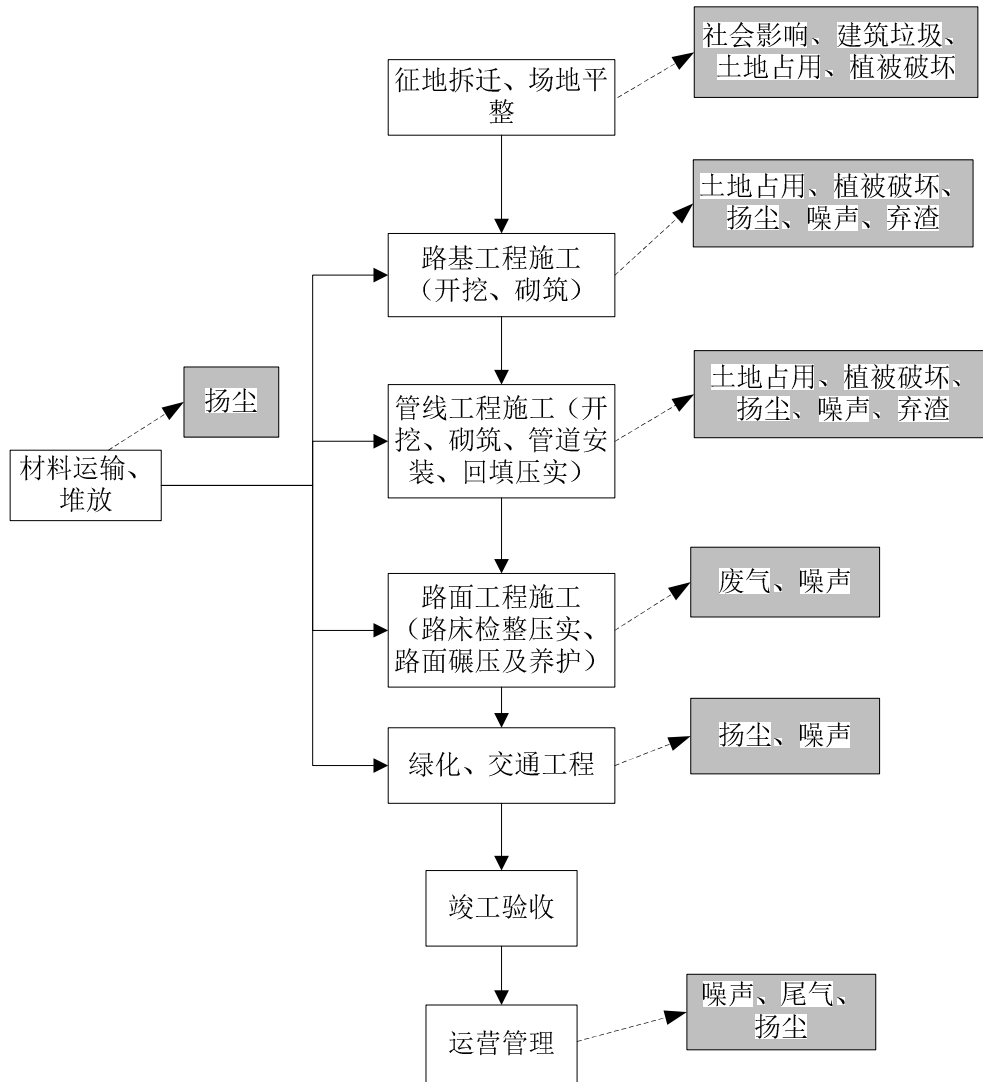 社会影响、建筑垃圾、
土地占用、植被破坏
征地拆迁、场地平
整
土地占用、植被破坏、
扬尘、噪声、弃渣
路基工程施工
（开挖、砌筑）
土地占用、植被破坏、
扬尘、噪声、弃渣
扬尘
管线工程施工（开
挖、砌筑、管道安
装、回填压实）
材料运输、
堆放
废气、噪声
路面工程施工
（路床检整压实、
路面碾压及养护）
扬尘、噪声
绿化、交通工程
竣工验收
噪声、尾气、
扬尘
运营管理